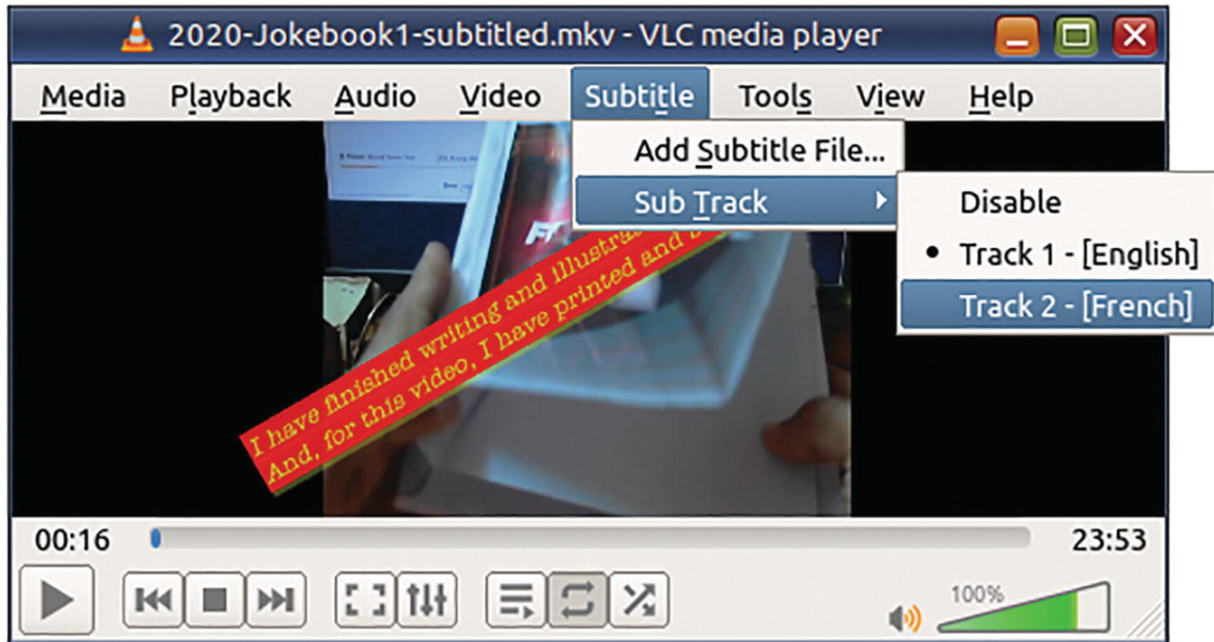 2020-Jokebook1-subtitled.mkv - VLC media player
Media Playback Audio Video Subtitle Tools View Help
Add Subtitle File...
Sub Track
Disable
Track 1 - [English]
Track 2 - [French]
I have finished writing and
And, for this video, I have printed and
00:16
23:53
100%